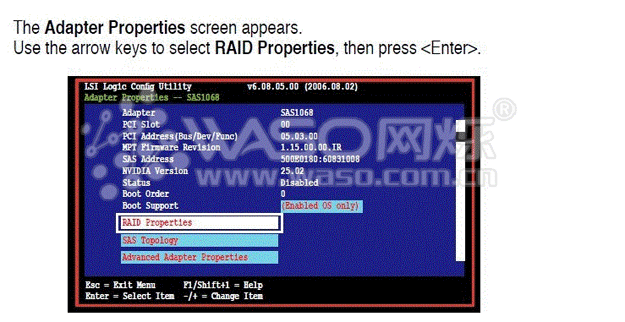 The Adapter Properties screen appears.
Use the arrow keys to select RAID Properties, then press <Enter>.
LSI Logic Config Utility v6.08.05.00 (2006.08.02)
Adapter Properties -- SAS1068
Adapter SAS1068
PCI Slot 00
PCI Address(Bus/Dev/Func) 05.03.00
MPT Firmware Revision 1.15.00.00.IR
SAS Address 500E0180:60831008
NVDATA Version 25.02
Status Disabled
Boot Order 0
Boot Support [Enabled OS only]
RAID Properties
SAS Topology
Advanced Adapter Properties
Esc = Exit Menu F1/Shift+1 = Help
Enter = Select Item -/+ = Change Item
WASO网烁®
www.waso.com.cn